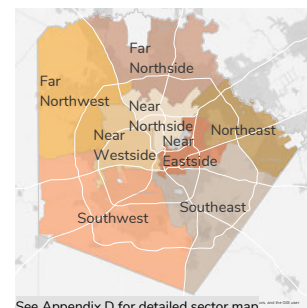 Far
Northside
Far
Northwest
Near
Northside
Near
Westside
Near
Eastside
Northeast
Southeast
Southwest
See Appendix D for detailed sector map